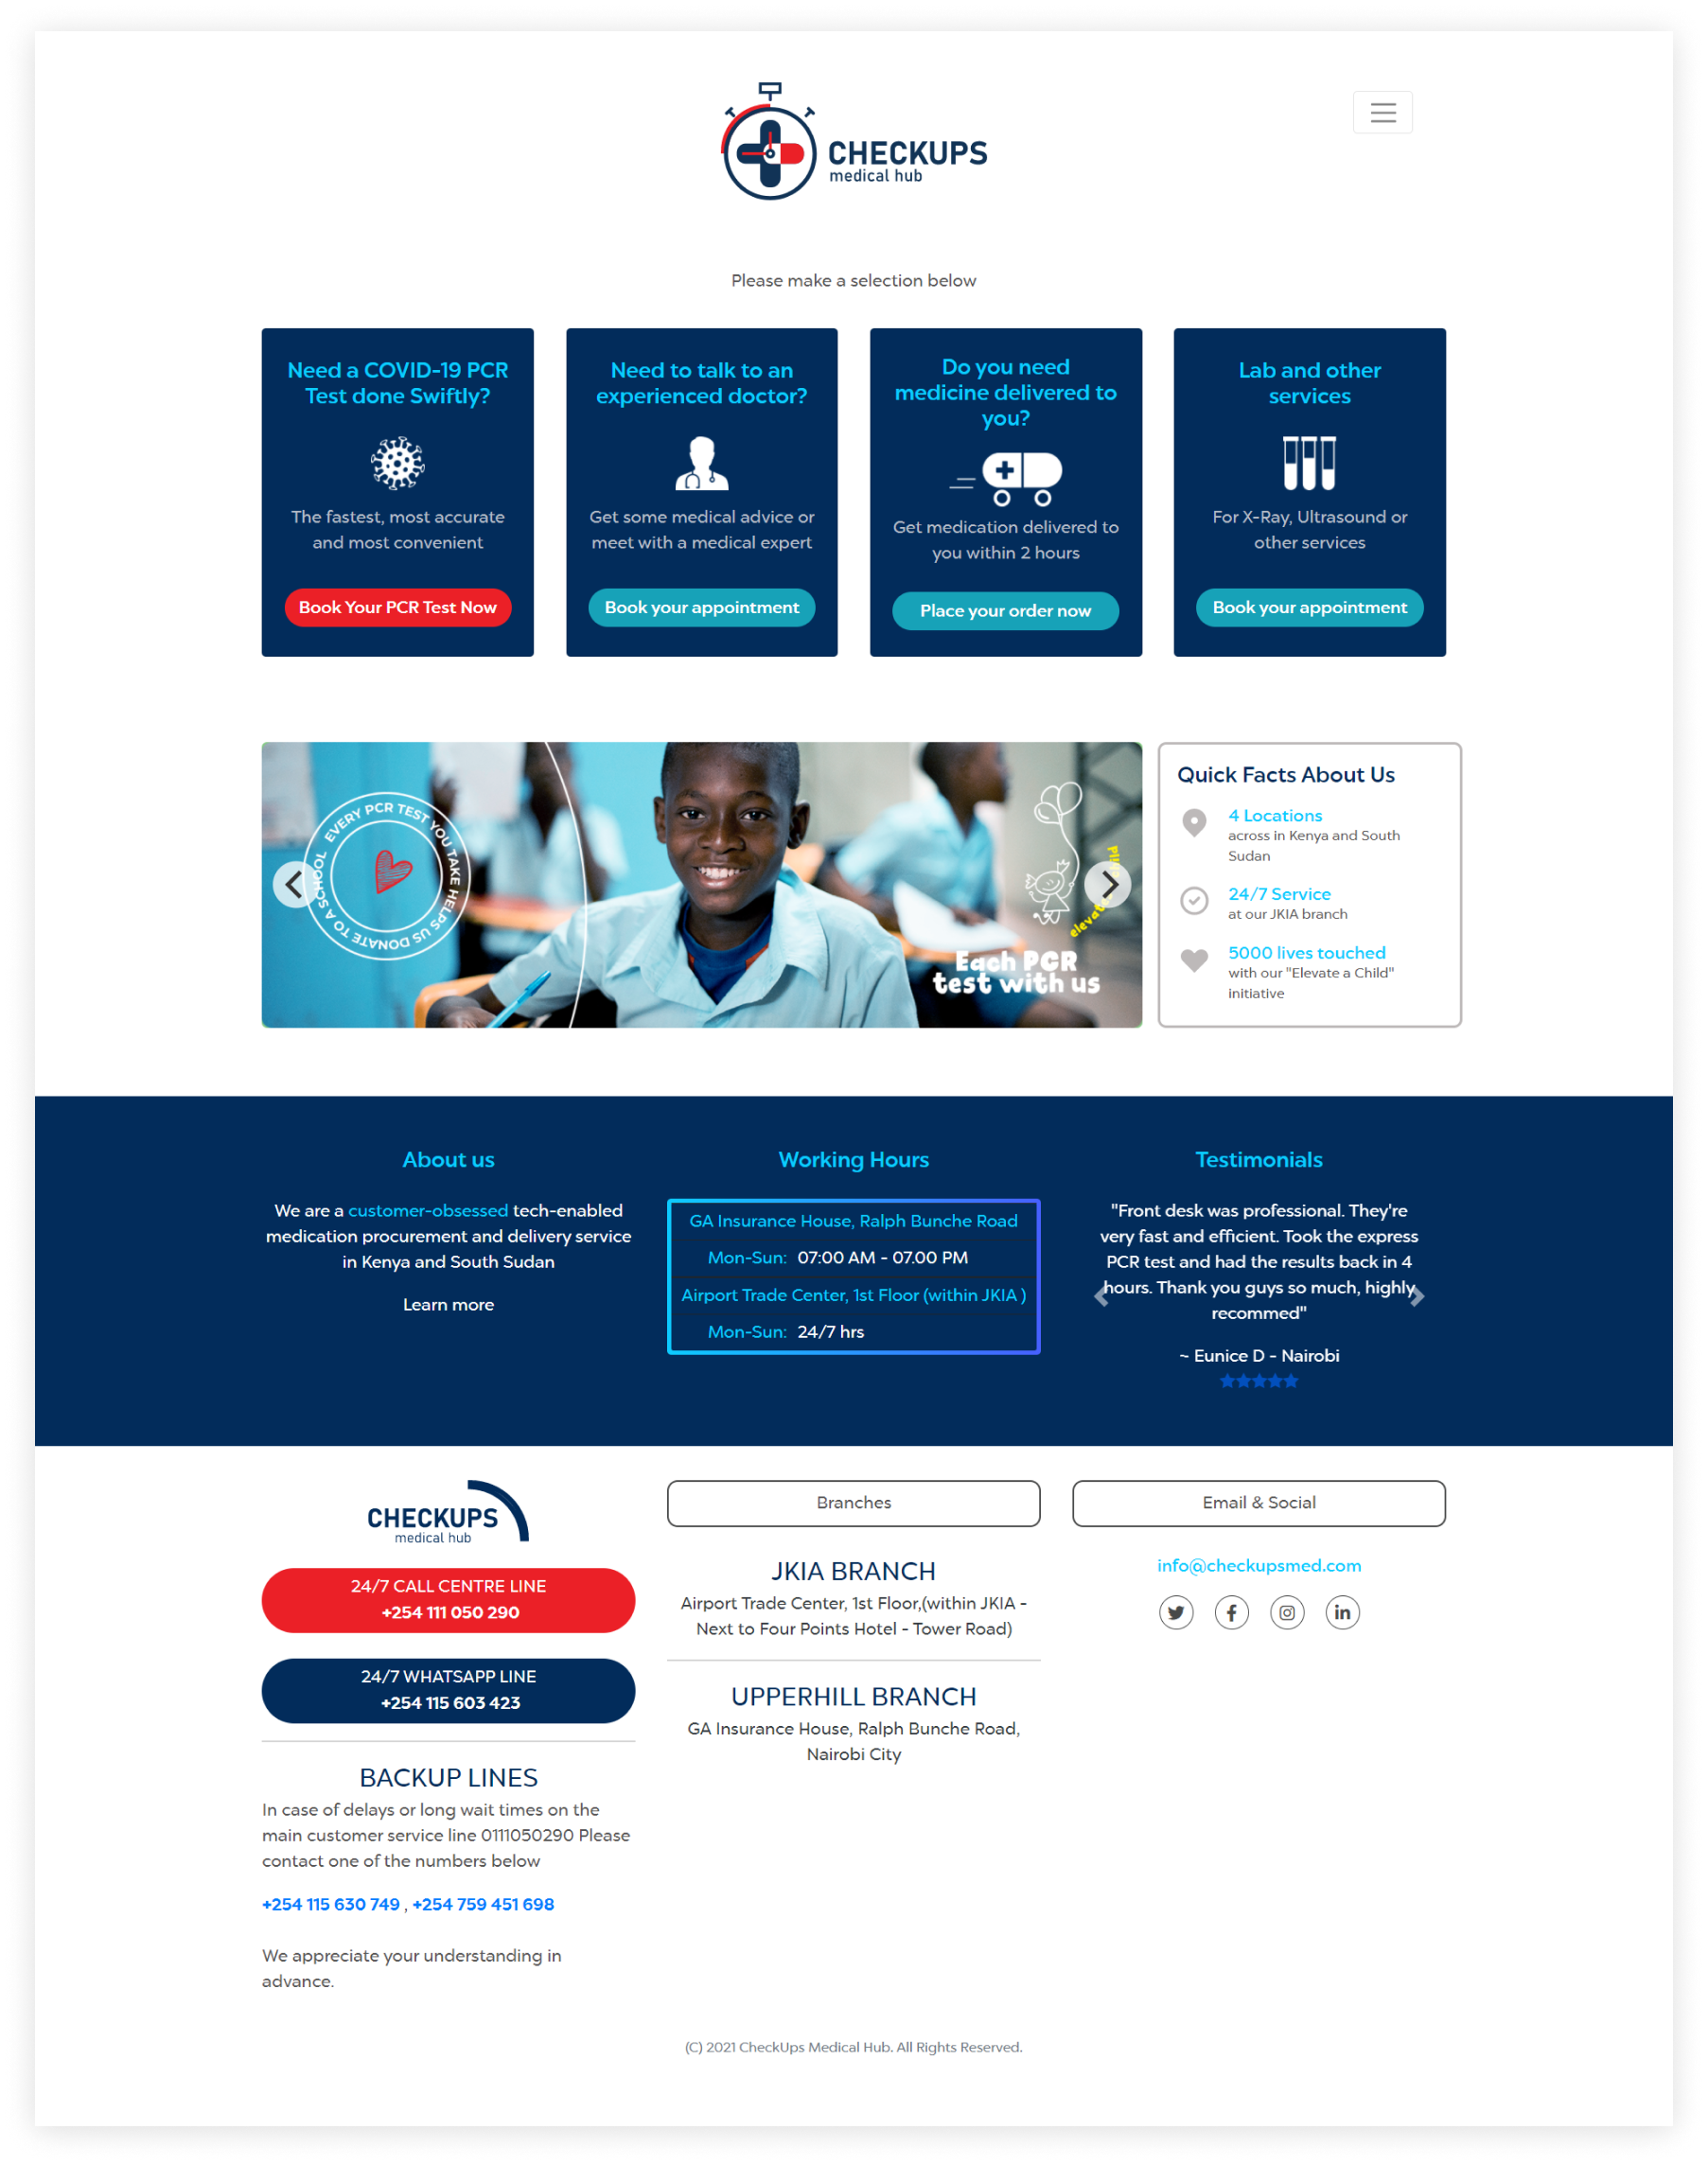 CHECKUPS
medical hub
Please make a selection below
Need a COVID-19 PCR
Test done Swiftly?
The fastest, most accurate
and most convenient
Book Your PCR Test Now
Need to talk to an
experienced doctor?
Get some medical advice or
meet with a medical expert
Book your appointment
Do you need
medicine delivered to
you?
Get medication delivered to
you within 2 hours
Place your order now
Lab and other
services
For X-Ray, Ultrasound or
other services
Book your appointment
EVERY PCR TEST YOU TAKE HELPS US DONATE TO A SCHOOL
Each PCR
test with us
Quick Facts About Us
4 Locations
across in Kenya and South
Sudan
24/7 Service
at our JKIA branch
5000 lives touched
with our "Elevate a Child"
initiative
About us
We are a customer-obsessed tech-enabled
medication procurement and delivery service
in Kenya and South Sudan
Learn more
Working Hours
GA Insurance House, Ralph Bunche Road
Mon-Sun: 07:00 AM - 07.00 PM
Airport Trade Center, 1st Floor (within JKIA )
Mon-Sun: 24/7 hrs
Testimonials
"Front desk was professional. They're
very fast and efficient. Took the express
PCR test and had the results back in 4
hours. Thank you guys so much, highly
recommed"
~ Eunice D - Nairobi
CHECKUPS
medical hub
24/7 CALL CENTRE LINE
+254 111 050 290
24/7 WHATSAPP LINE
+254 115 603 423
BACKUP LINES
In case of delays or long wait times on the
main customer service line 0111050290 Please
contact one of the numbers below
+254 115 630 749 , +254 759 451 698
We appreciate your understanding in
advance.
Branches
JKIA BRANCH
Airport Trade Center, 1st Floor,(within JKIA -
Next to Four Points Hotel - Tower Road)
UPPERHILL BRANCH
GA Insurance House, Ralph Bunche Road,
Nairobi City
Email & Social
info@checkupsmed.com
(C) 2021 CheckUps Medical Hub. All Rights Reserved.